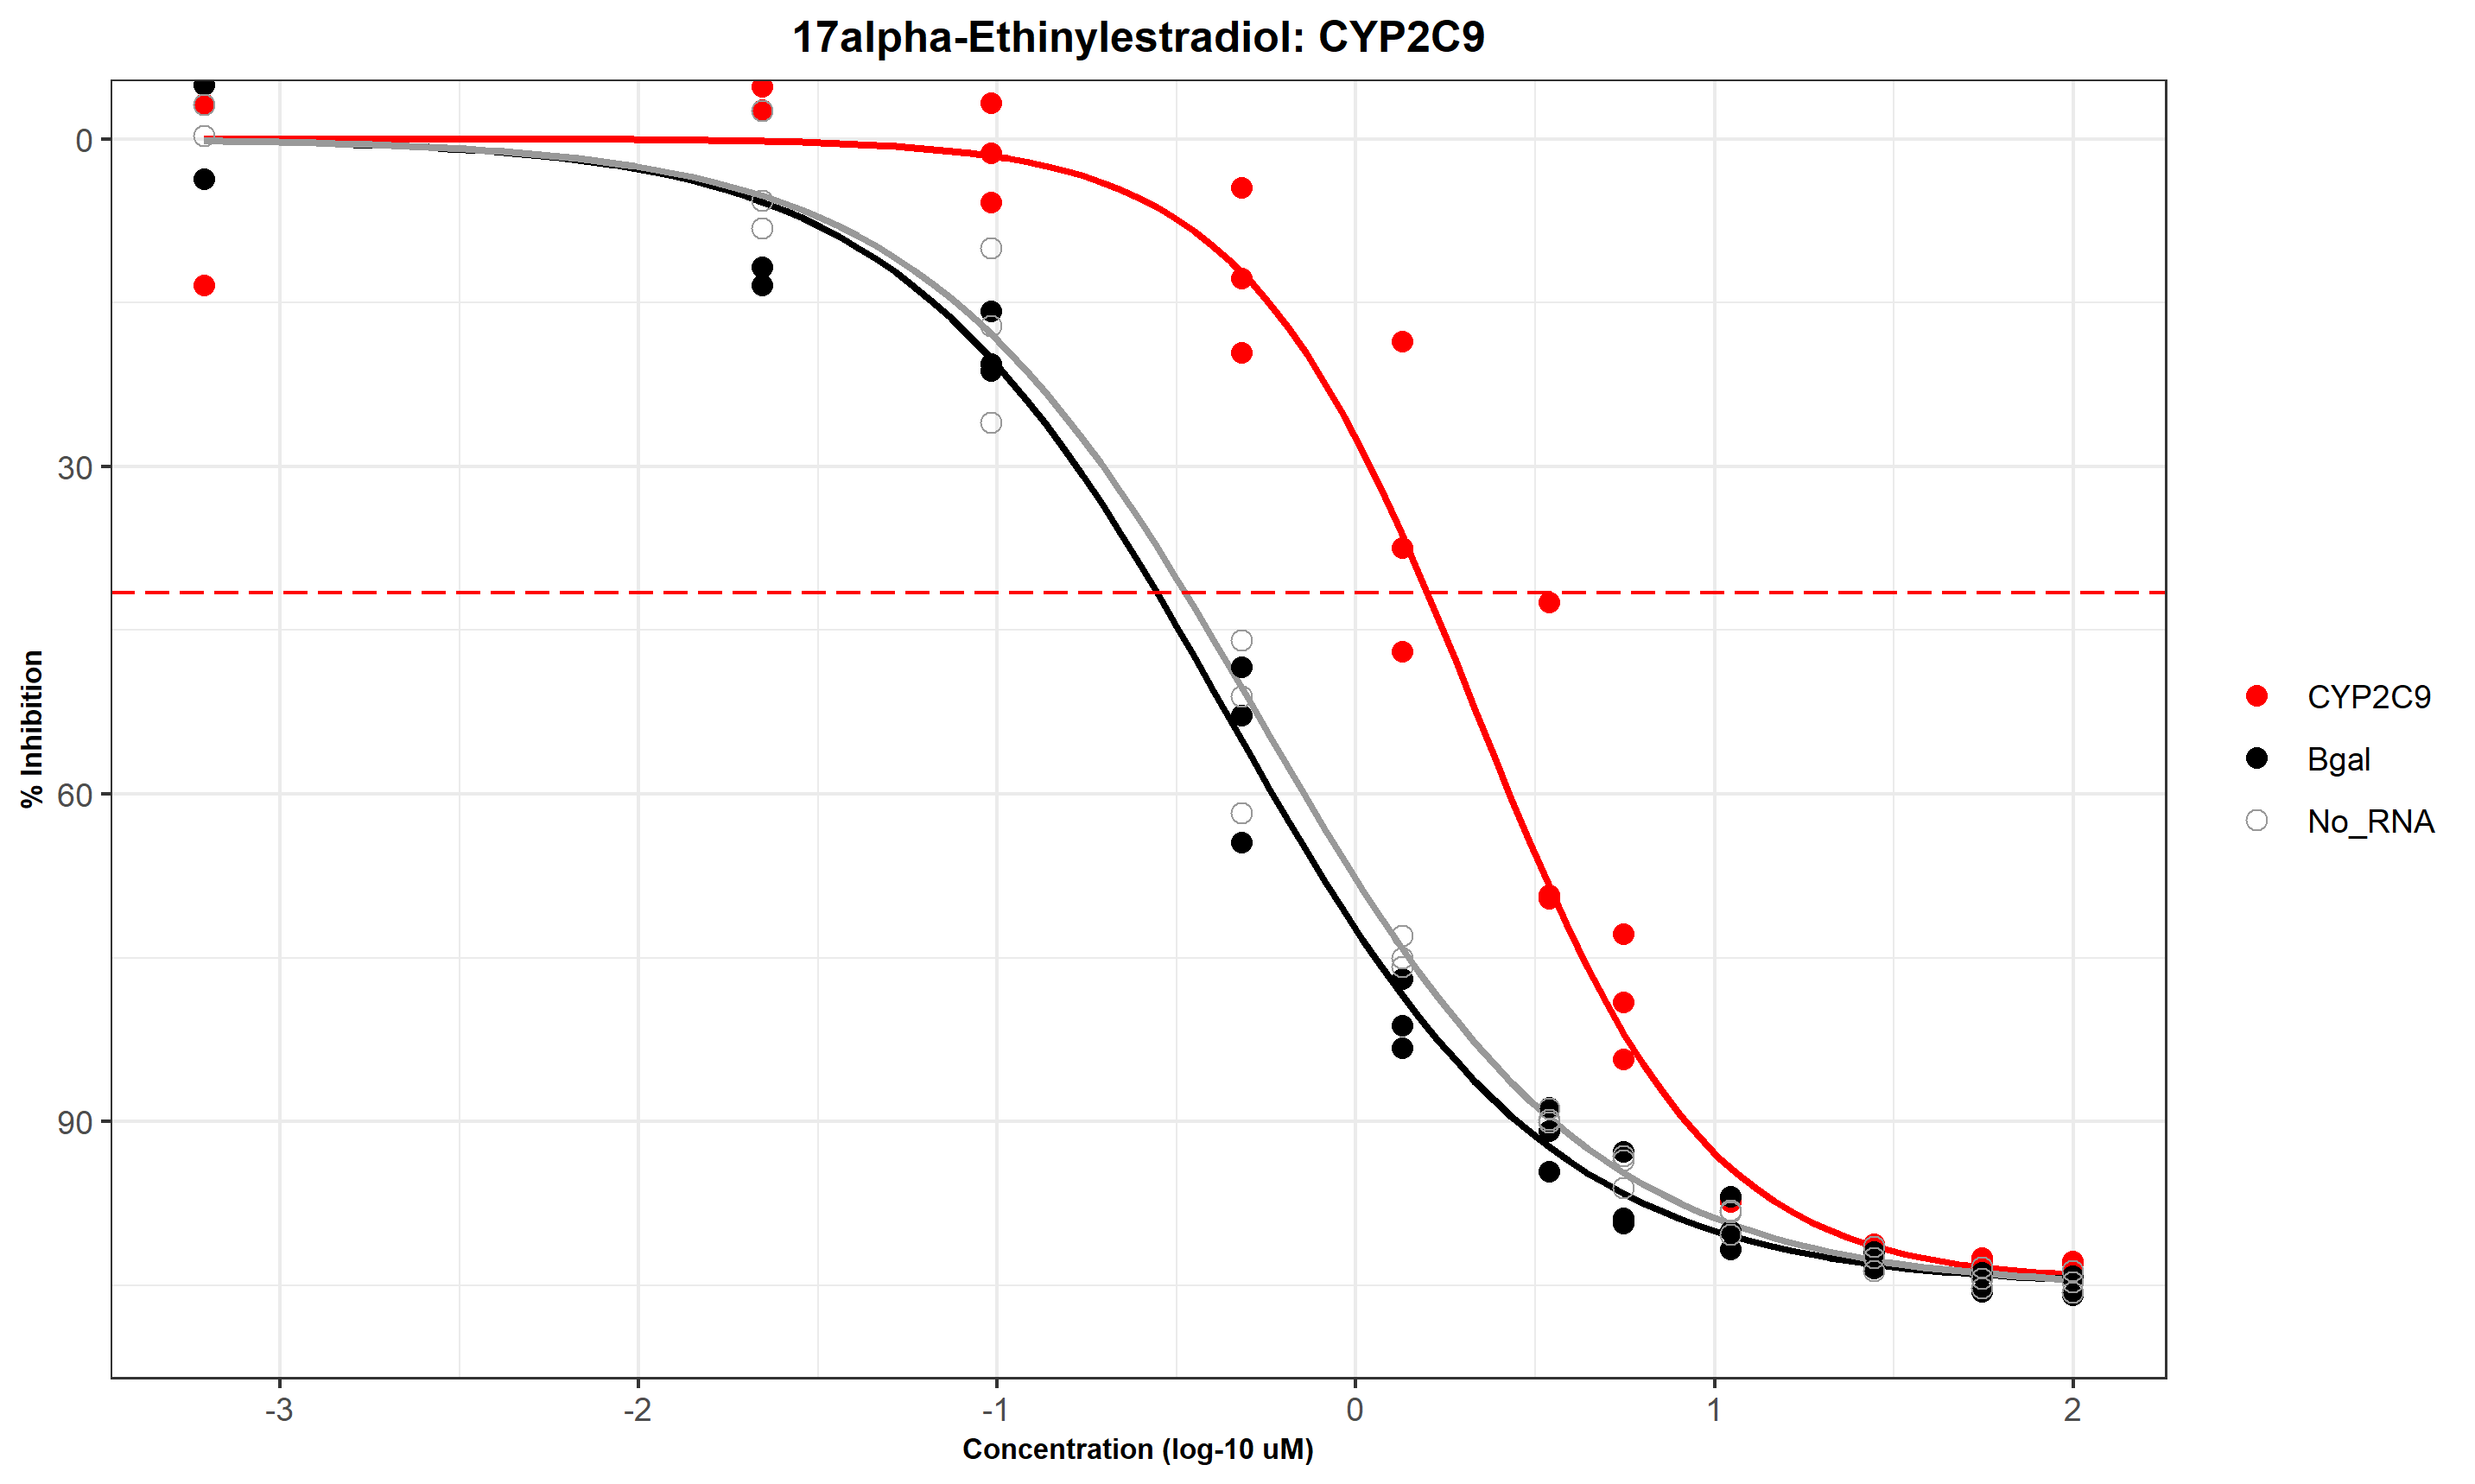 17alpha-Ethinylestradiol: CYP2C9
% Inhibition
0
30
60
90
-3
-2
-1
0
1
2
Concentration (log-10 uM)
CYP2C9
Bgal
No_RNA